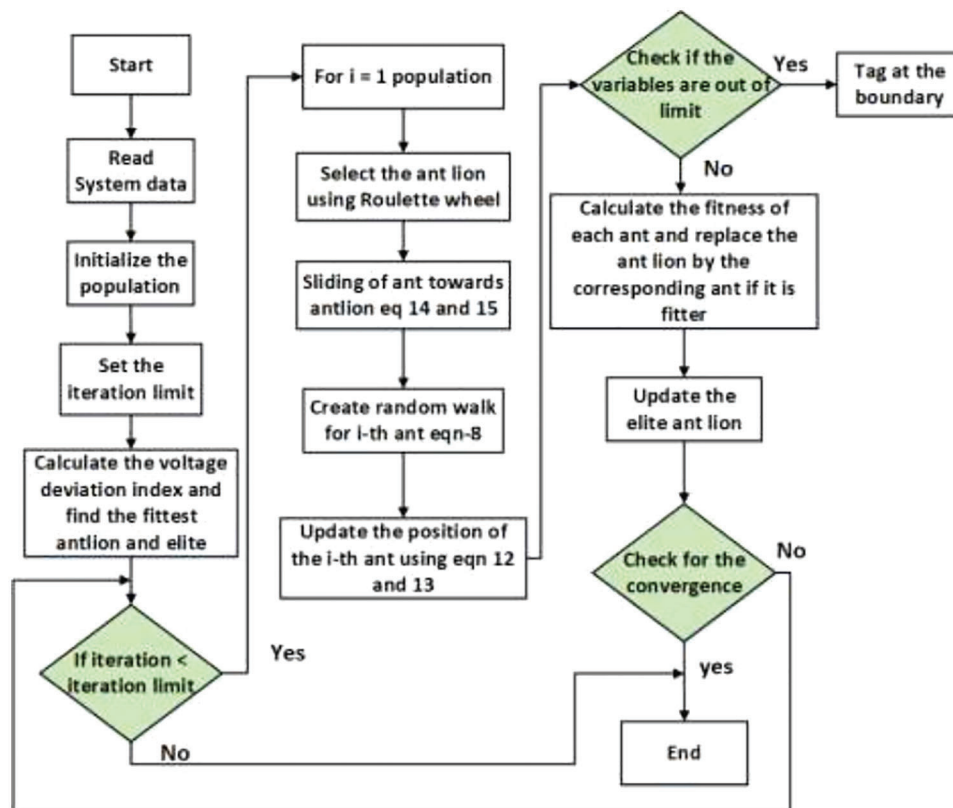 Start
Read
System data
Initialize the
population
Set the
iteration limit
Calculate the voltage
deviation index and
find the fittest
antlion and elite
If iteration <
iteration limit
Yes
No
For i = 1 population
Select the ant lion
using Roulette wheel
Sliding of ant towards
antlion eq 14 and 15
Create random walk
for i-th ant eqn-8
Update the position of
the i-th ant using eqn 12
and 13
Check if the
variables are out of
limit
Yes
Tag at the
boundary
No
Calculate the fitness of
each ant and replace the
ant lion by the
corresponding ant if it is
fitter
Update the
elite ant lion
Check for the
convergence
No
yes
End